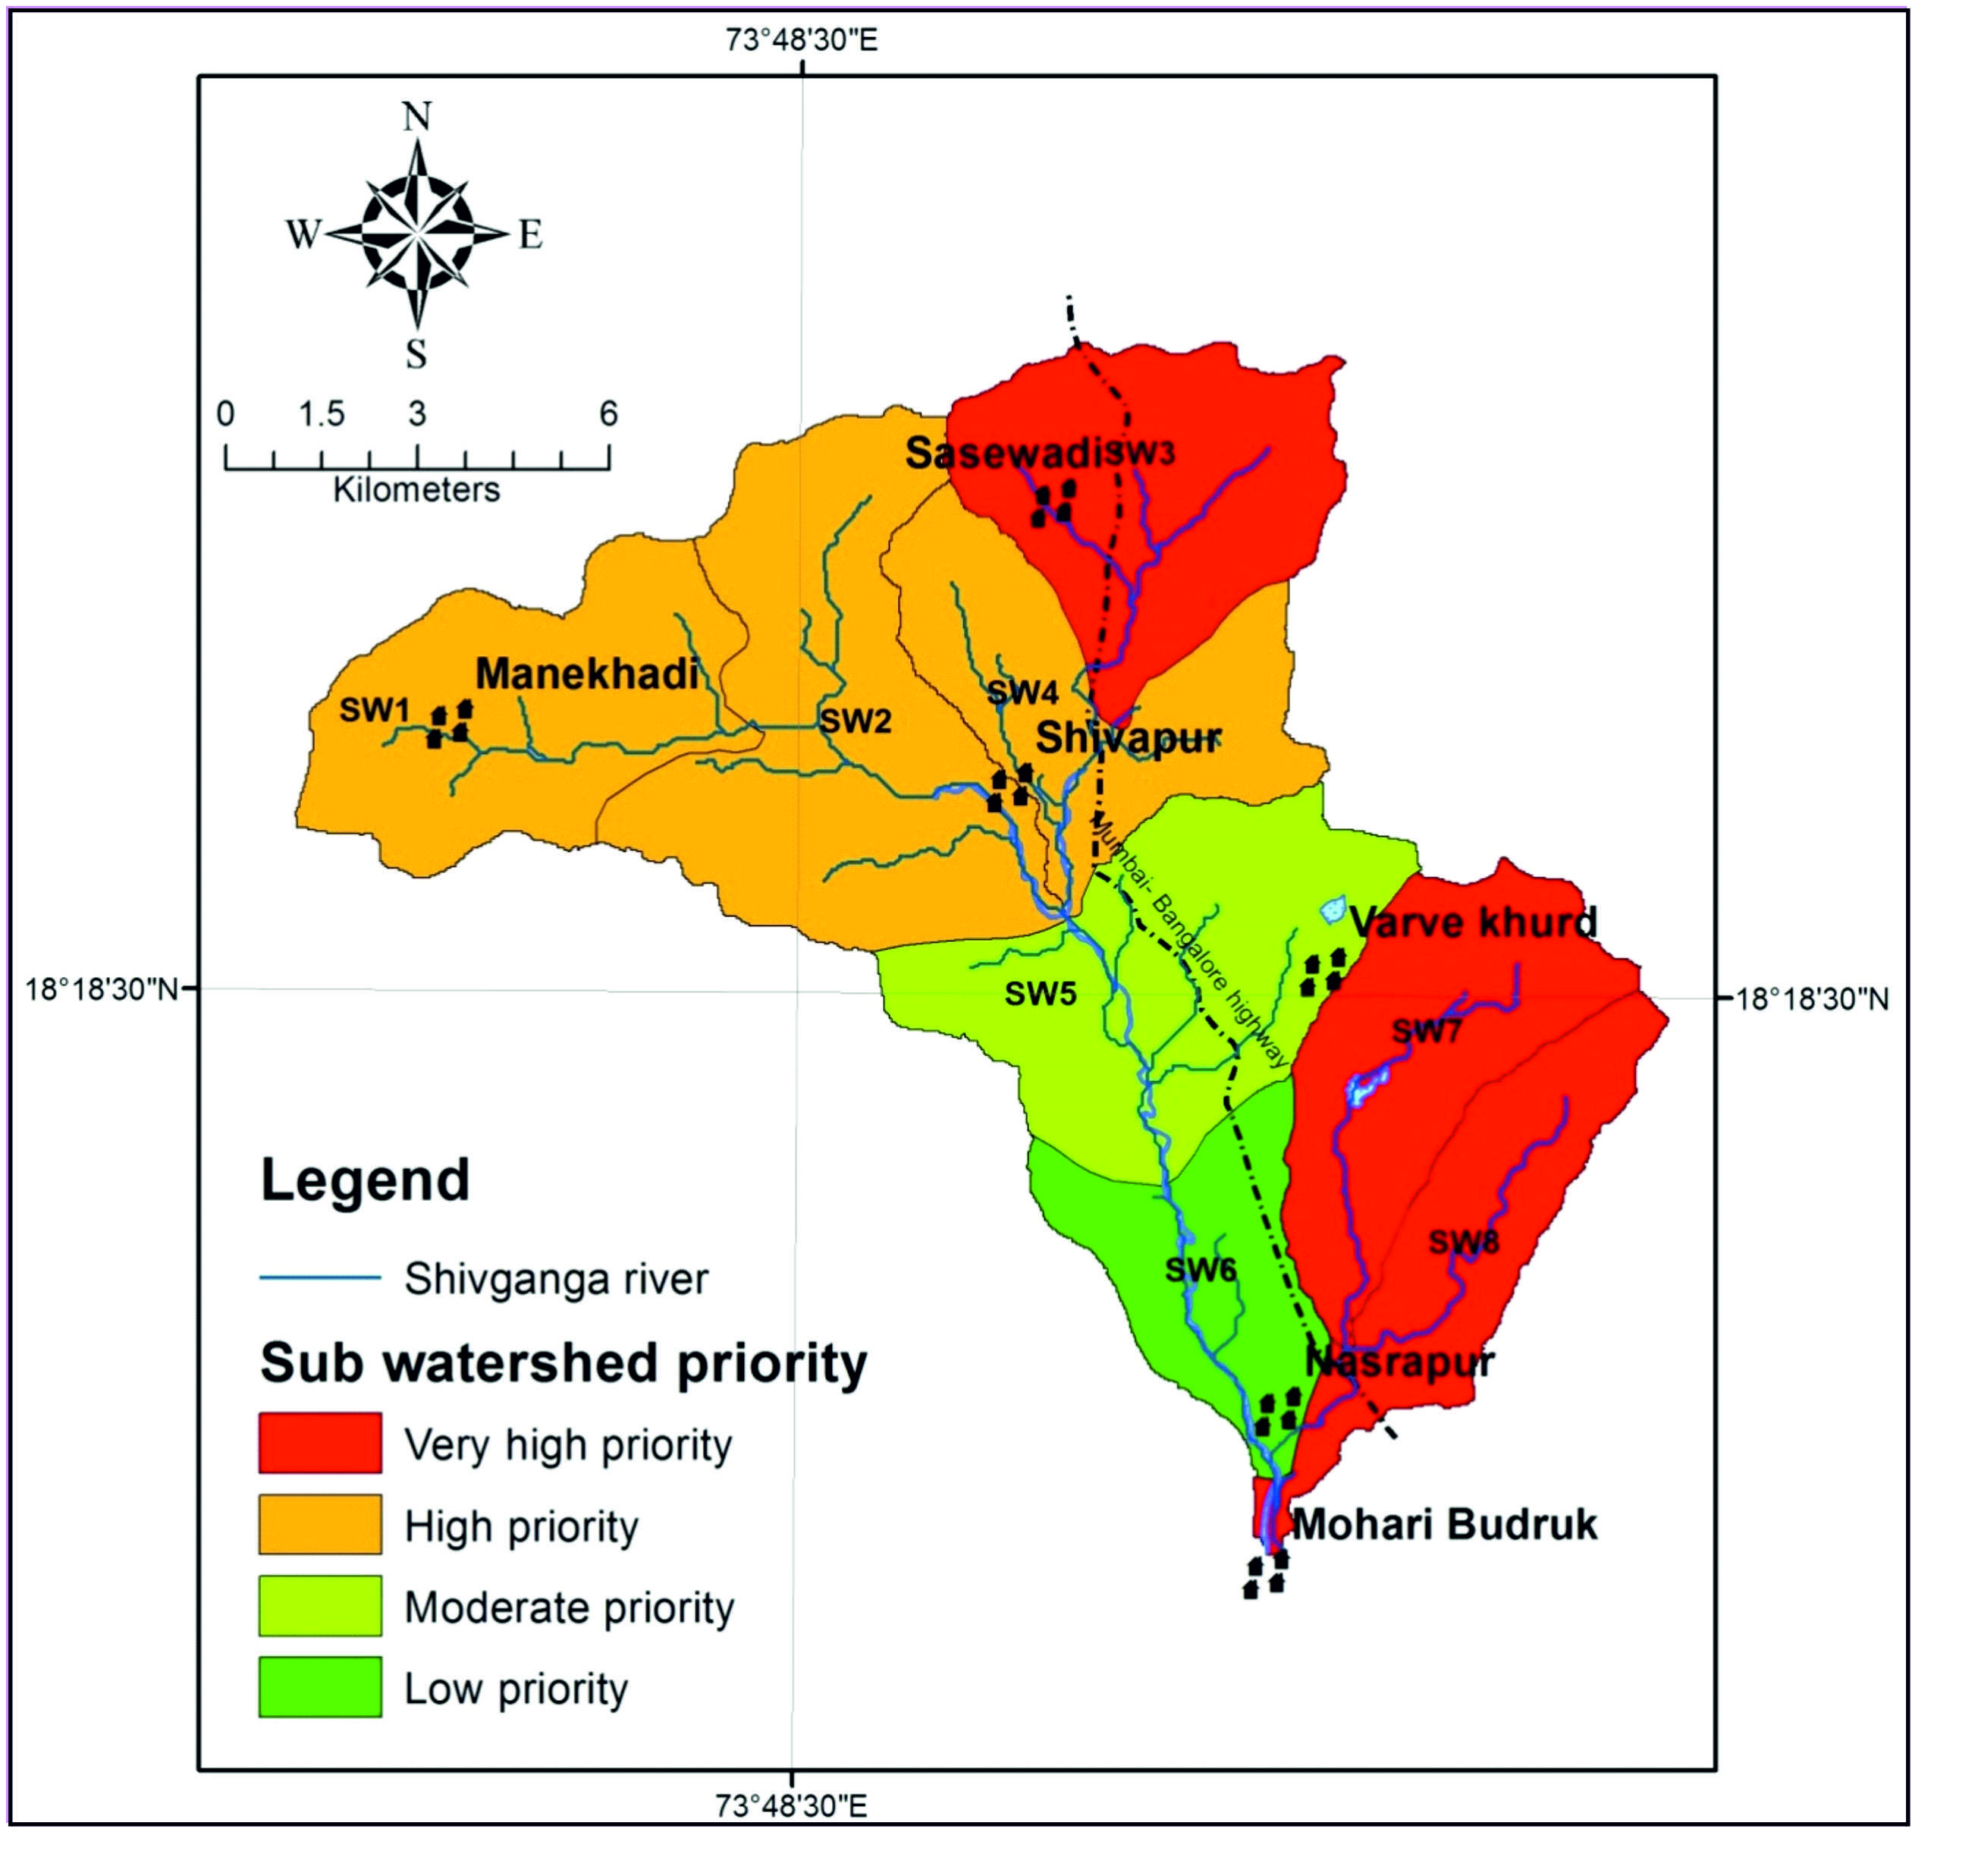 73°48'30"E
N
W
E
S
0 1.5 3 6
Kilometers
Sasewadi
SW3
Manekhadi
SW1
SW4
SW2
Shivapur
Mumbai- Bangalore highway
Varve khurd
18°18'30"N
SW5
18°18'30"N
SW7
SW8
SW6
Nasrapur
Mohari Budruk
Legend
Shivganga river
Sub watershed priority
Very high priority
High priority
Moderate priority
Low priority
73°48'30"E